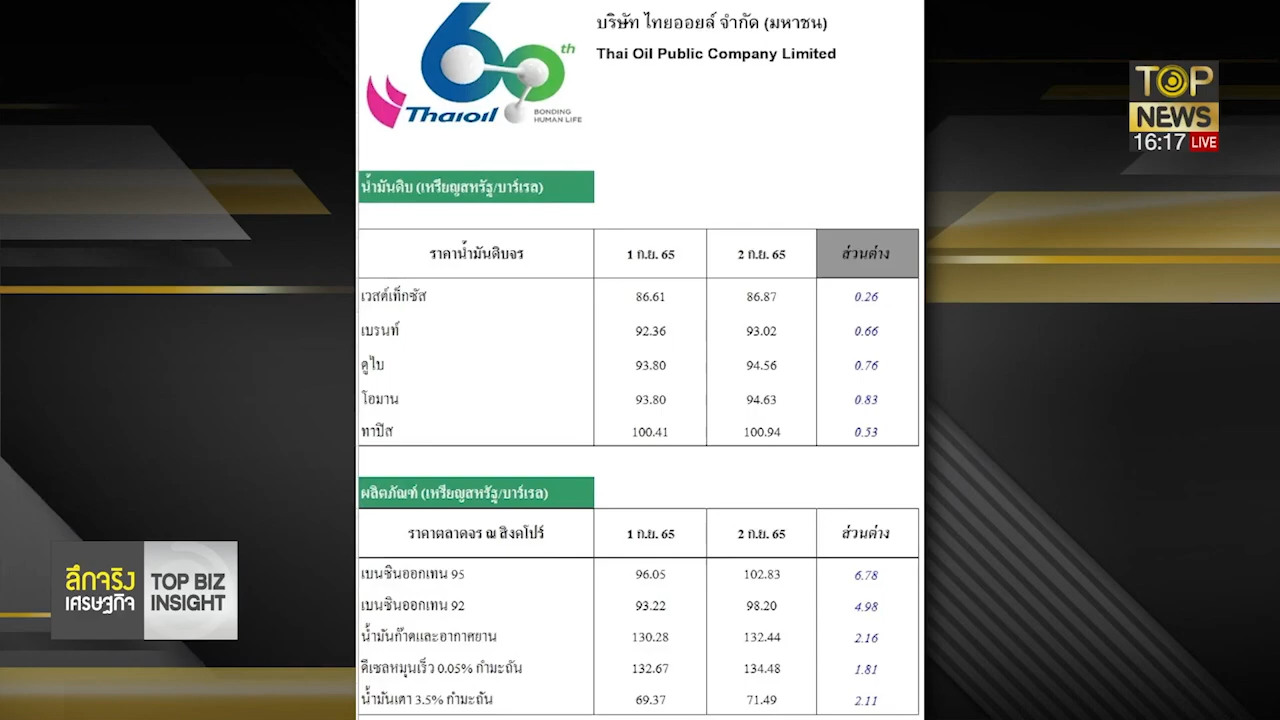 60th
Thaioil
BONDING
HUMAN LIFE
บริษัท ไทยออยล์ จำกัด (มหาชน)
Thai Oil Public Company Limited
TOP
NEWS
16:17 LIVE
น้ำมันดิบ (เหรียญสหรัฐ/บาร์เรล)
ราคาน้ำมันดิบจร 1 ก.ย. 65 2 ก.ย. 65 ส่วนต่าง
เวสต์เท็กซัส 86.61 86.87 0.26
เบรนท์ 92.36 93.02 0.66
ดูไบ 93.80 94.56 0.76
โอมาน 93.80 94.63 0.83
ทาปิส 100.41 100.94 0.53
ผลิตภัณฑ์ (เหรียญสหรัฐ/บาร์เรล)
ราคาตลาดจร ณ สิงคโปร์ 1 ก.ย. 65 2 ก.ย. 65 ส่วนต่าง
เบนซินออกเทน 95 96.05 102.83 6.78
เบนซินออกเทน 92 93.22 98.20 4.98
น้ำมันก๊าดและอากาศยาน 130.28 132.44 2.16
ดีเซลหมุนเร็ว 0.05% กำมะถัน 132.67 134.48 1.81
น้ำมันเตา 3.5% กำมะถัน 69.37 71.49 2.11
ลึกจริง
เศรษฐกิจ
TOP BIZ
INSIGHT